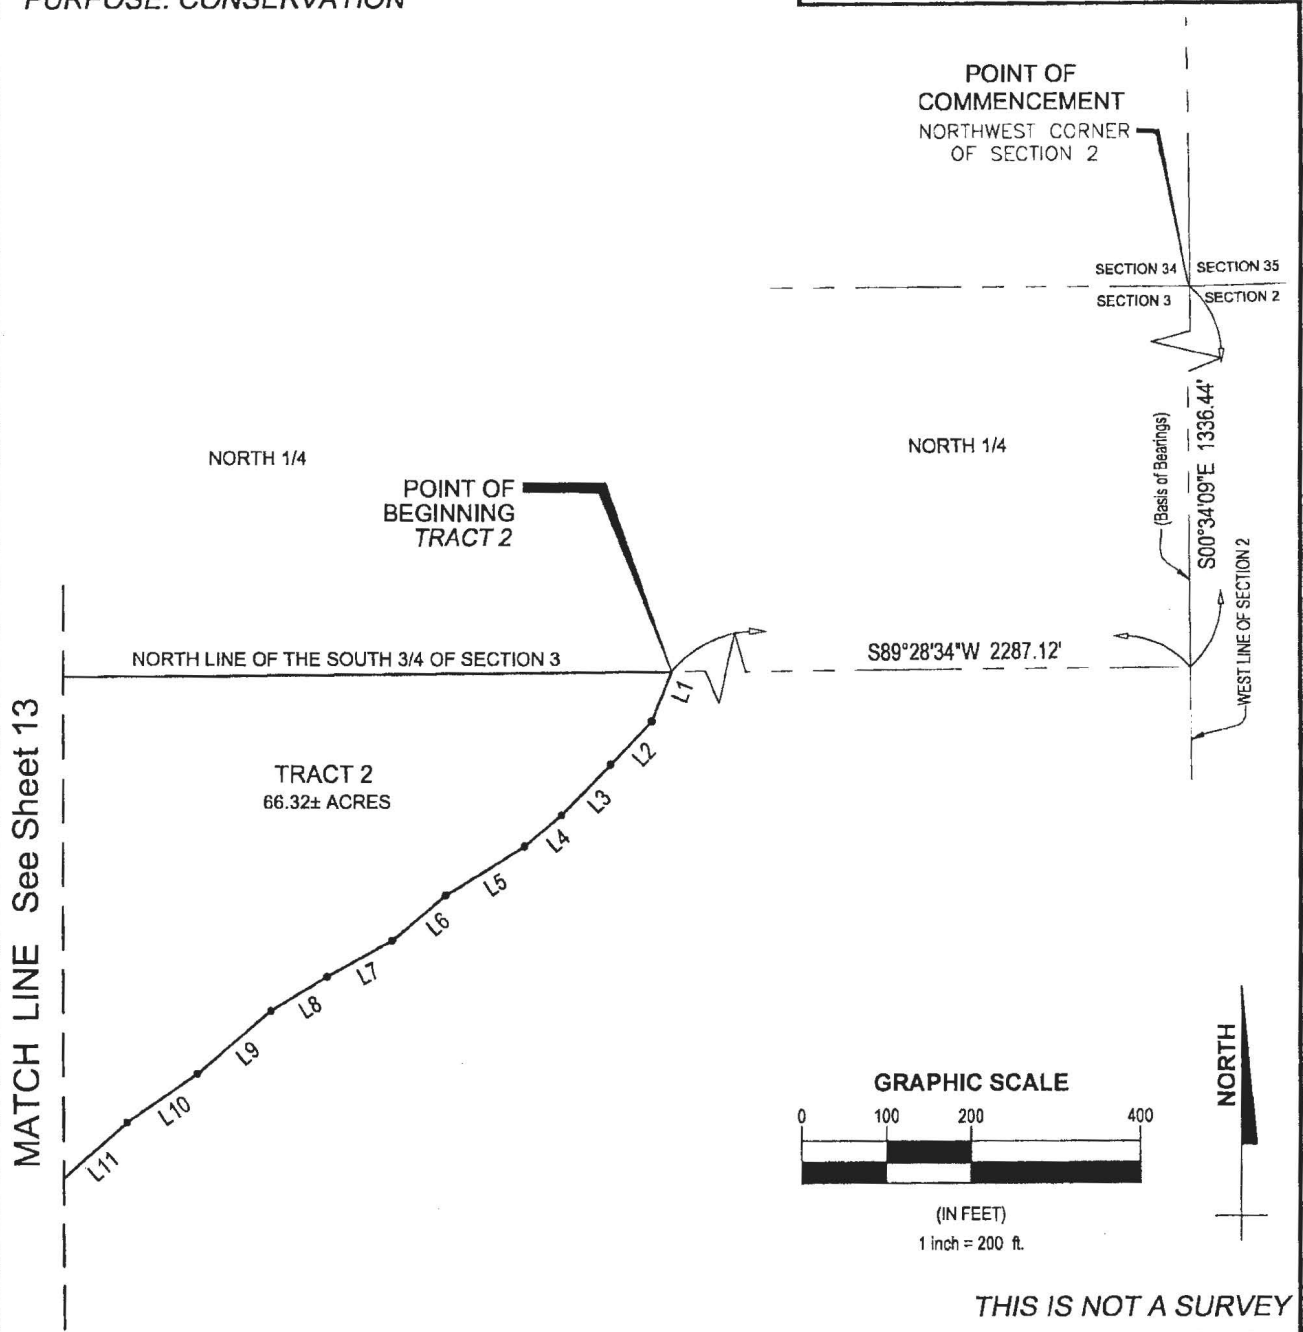 PURPOSE: CONSERVATION
POINT OF
COMMENCEMENT
NORTHWEST CORNER
OF SECTION 2
SECTION 34
SECTION 35
SECTION 3
SECTION 2
NORTH 1/4
NORTH 1/4
(Basis of Bearings)
S00°34'09"E 1336.44'
WEST LINE OF SECTION 2
POINT OF
BEGINNING
TRACT 2
NORTH LINE OF THE SOUTH 3/4 OF SECTION 3
S89°28'34"W 2287.12'
L1
L2
L3
L4
L5
L6
L7
L8
L9
L10
L11
TRACT 2
66.32± ACRES
MATCH LINE See Sheet 13
GRAPHIC SCALE
0 100 200 400
(IN FEET)
1 inch = 200 ft.
NORTH
THIS IS NOT A SURVEY